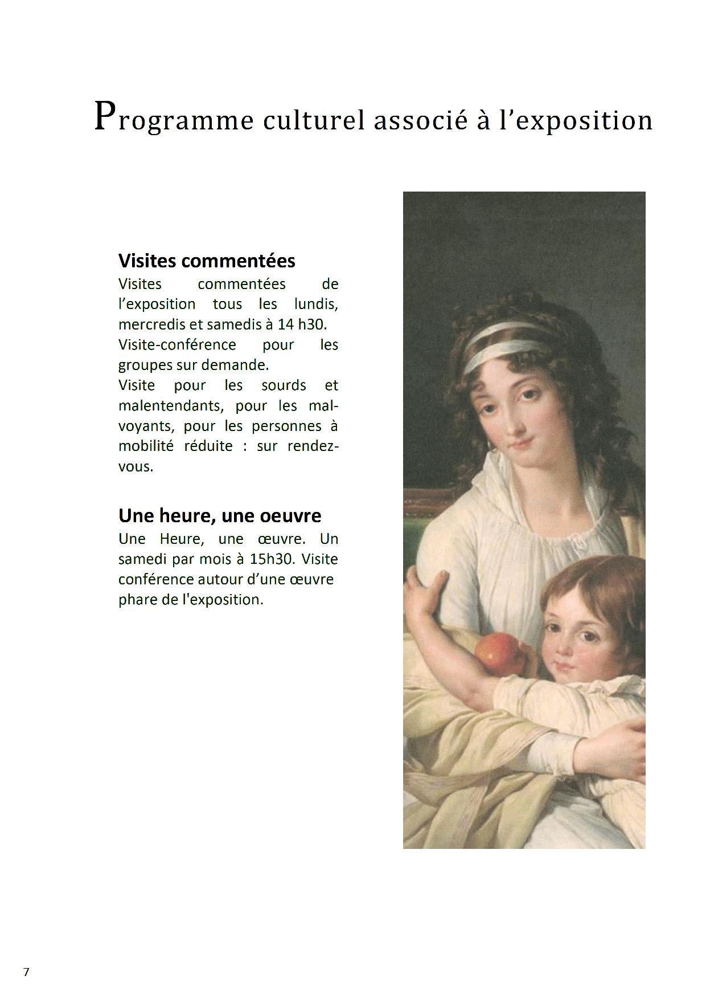 Programme culturel associé à l’exposition
Visites commentées
Visites commentées de
l’exposition tous les lundis,
mercredis et samedis à 14 h30.
Visite-conférence pour les
groupes sur demande.
Visite pour les sourds et
malentendants, pour les mal-
voyants, pour les personnes à
mobilité réduite : sur rendez-
vous.
Une heure, une oeuvre
Une Heure, une œuvre. Un
samedi par mois à 15h30. Visite
conférence autour d’une œuvre
phare de l'exposition.
7